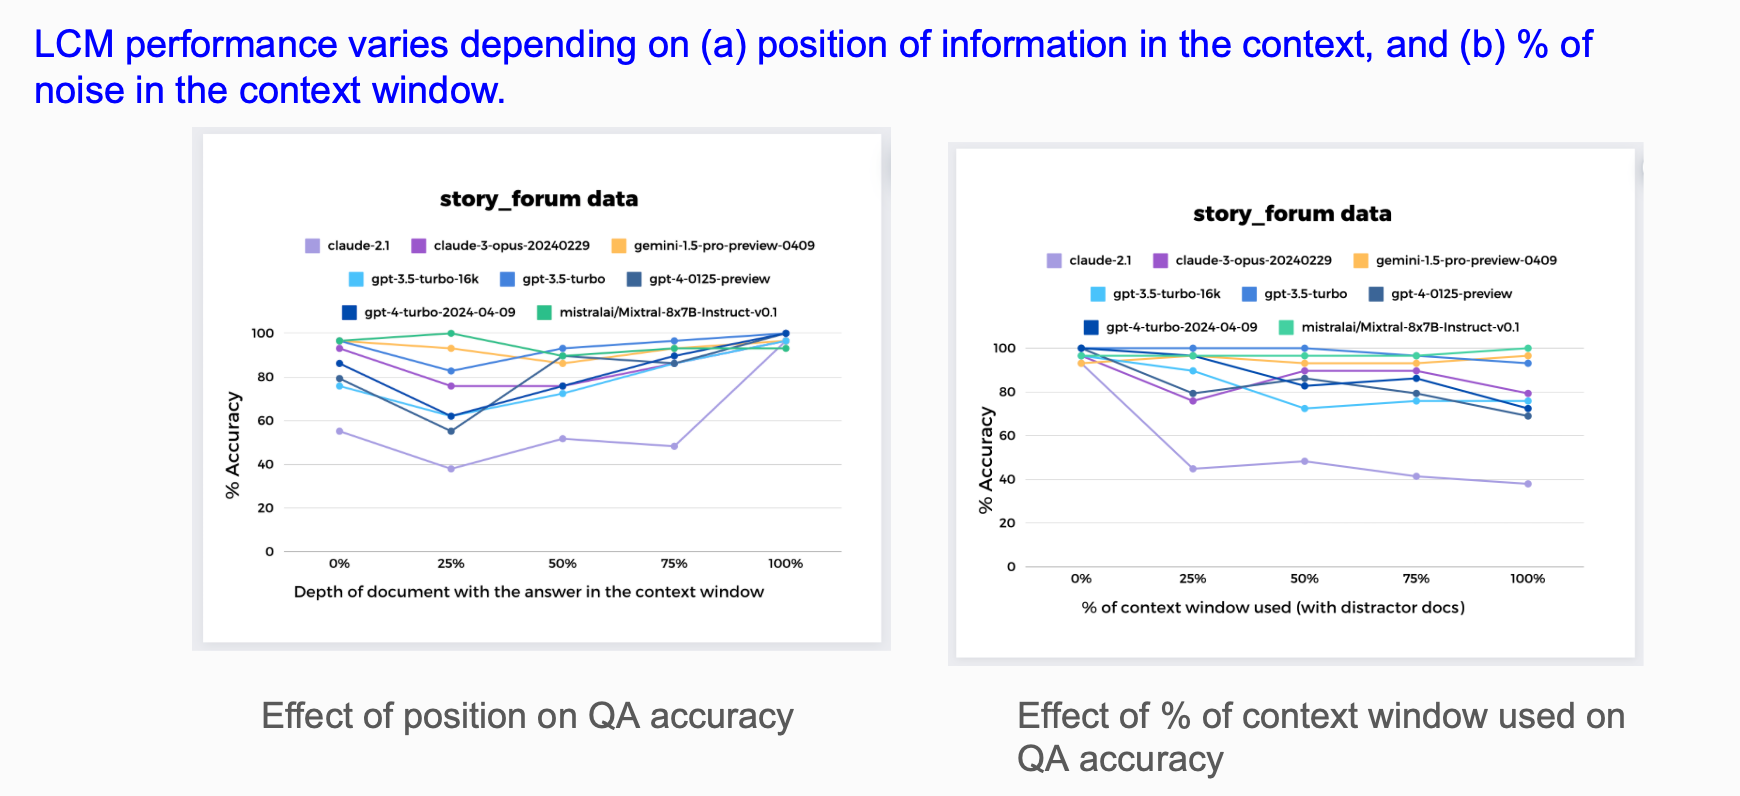 LCM performance varies depending on (a) position of information in the context, and (b) % of
noise in the context window.
story_forum data
claude-2.1 claude-3-opus-20240229 gemini-1.5-pro-preview-0409
gpt-3.5-turbo-16k gpt-3.5-turbo gpt-4-0125-preview
gpt-4-turbo-2024-04-09 mistralai/Mixtral-8x7B-Instruct-v0.1
% Accuracy
100
80
60
40
20
0
0% 25% 50% 75% 100%
Depth of document with the answer in the context window
Effect of position on QA accuracy
story_forum data
claude-2.1 claude-3-opus-20240229 gemini-1.5-pro-preview-0409
gpt-3.5-turbo-16k gpt-3.5-turbo gpt-4-0125-preview
gpt-4-turbo-2024-04-09 mistralai/Mixtral-8x7B-Instruct-v0.1
% Accuracy
100
80
60
40
20
0
0% 25% 50% 75% 100%
% of context window used (with distractor docs)
Effect of % of context window used on
QA accuracy